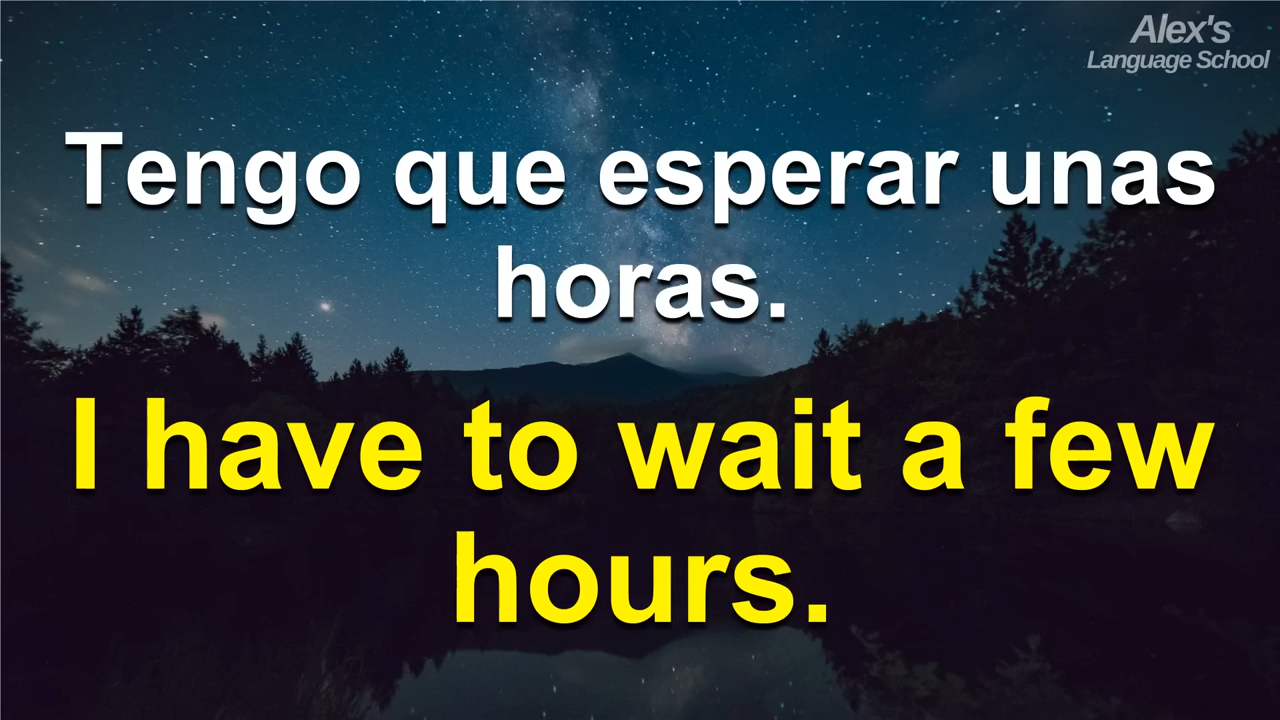 Alex's
Language School
Tengo que esperar unas
horas.
I have to wait a few
hours.